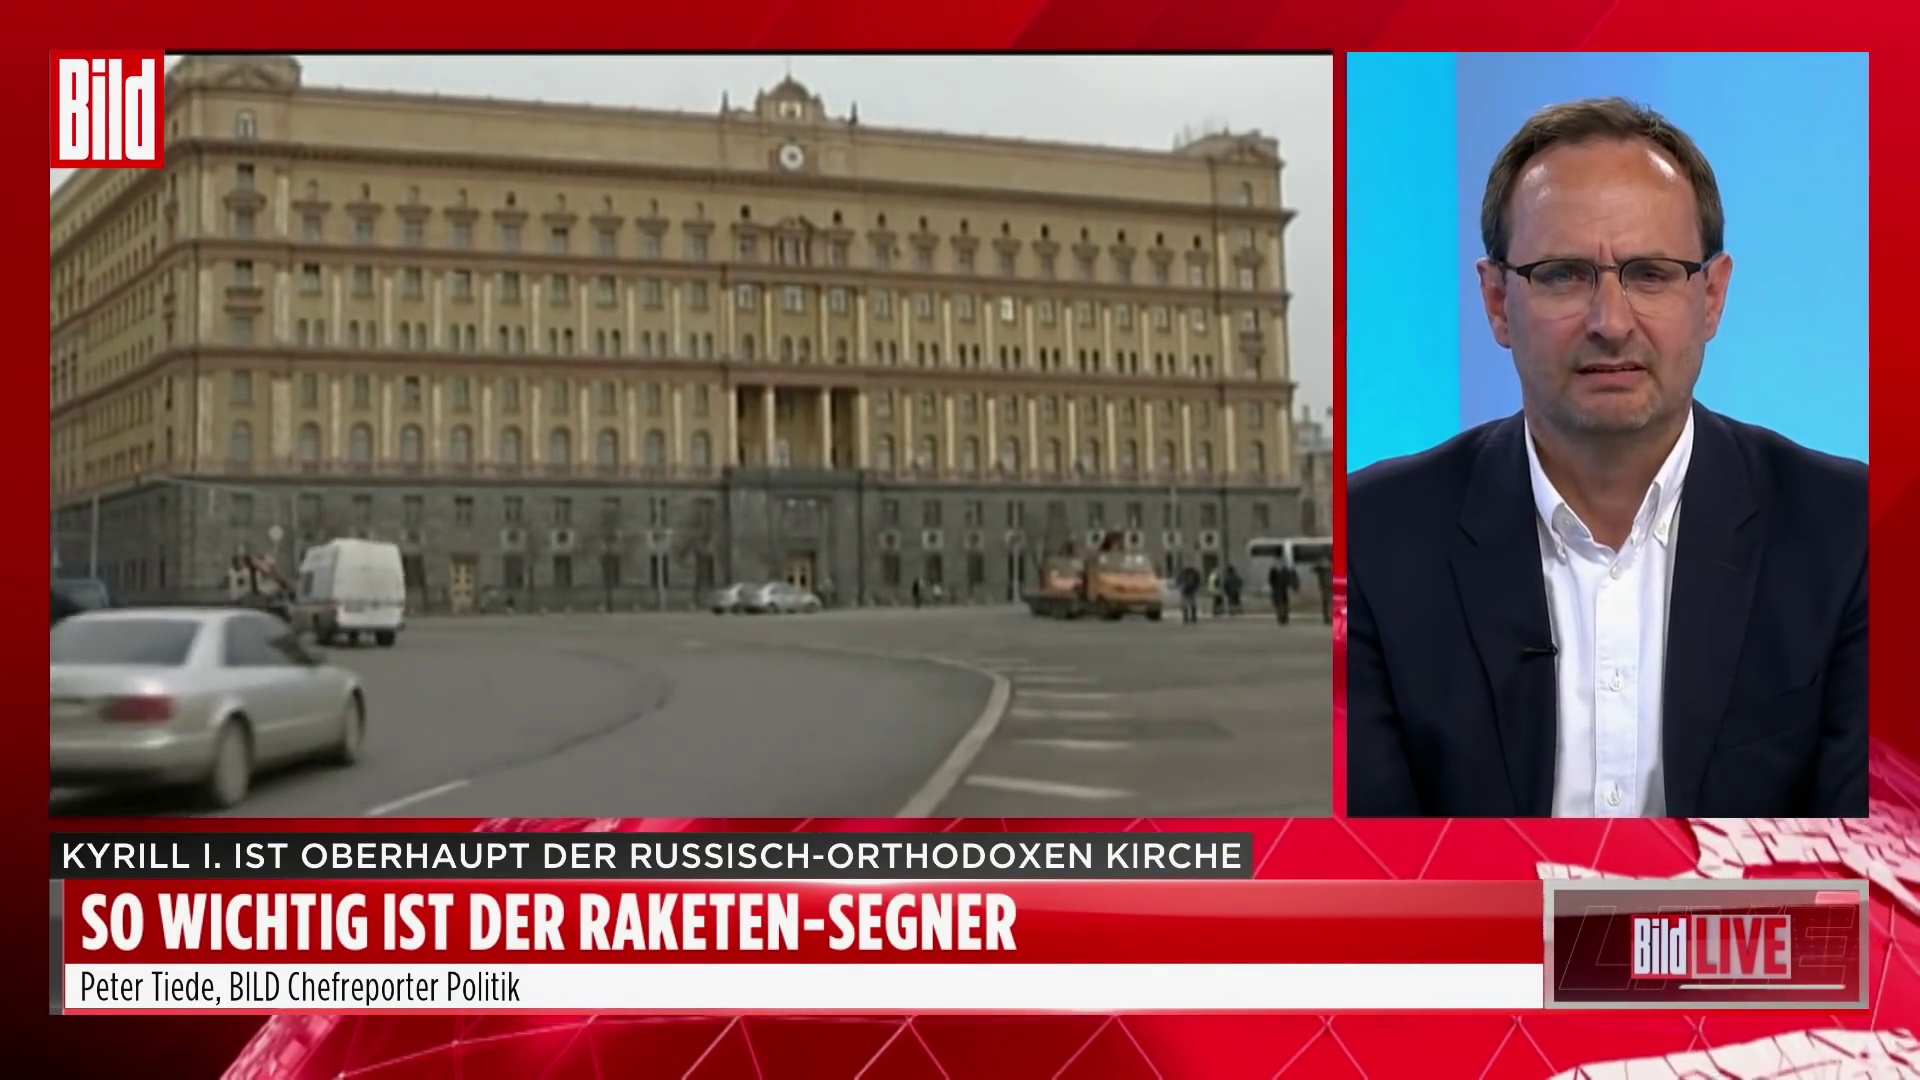 Bild
KYRILL I. IST OBERHAUPT DER RUSSISCH-ORTHODOXEN KIRCHE
SO WICHTIG IST DER RAKETEN-SEGNER
Peter Tiede, BILD Chefreporter Politik
Bild LIVE